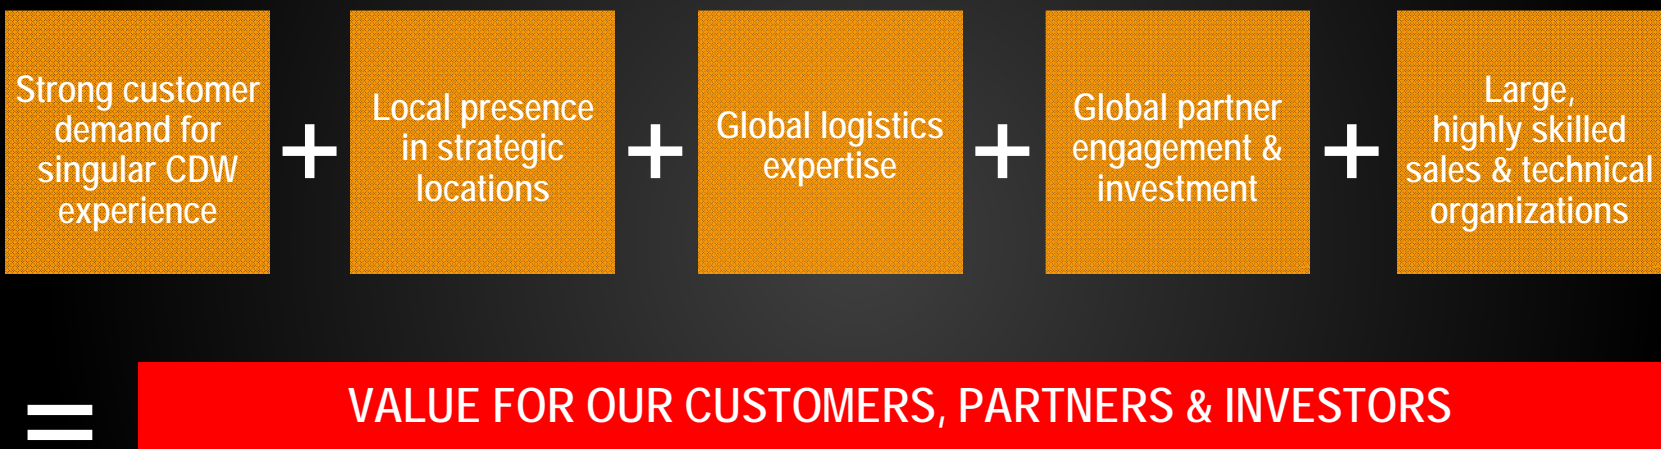 Strong customer
demand for
singular CDW
experience
+
Local presence
in strategic
locations
+
Global logistics
expertise
+
Global partner
engagement &
investment
+
Large,
highly skilled
sales & technical
organizations
=
VALUE FOR OUR CUSTOMERS, PARTNERS & INVESTORS